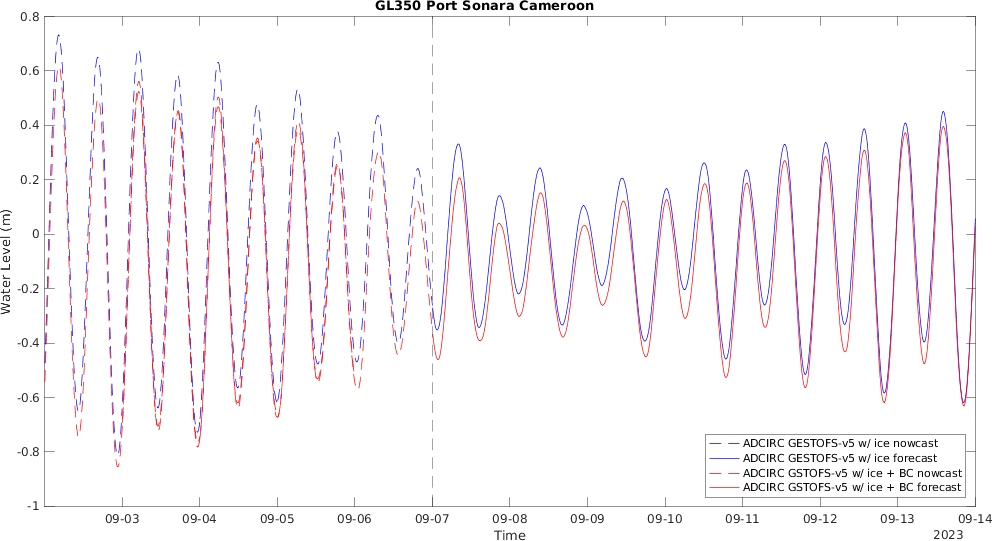 GL350 Port Sonara Cameroon
0.8
0.6
0.4
0.2
0
-0.2
-0.4
-0.6
-0.8
-1
Water Level (m)
ADCIRC GESTOFS-v5 w/ ice nowcast
ADCIRC GESTOFS-v5 w/ ice forecast
ADCIRC GSTOFS-v5 w/ ice + BC nowcast
ADCIRC GSTOFS-v5 w/ ice + BC forecast
09-03 09-04 09-05 09-06 09-07 09-08 09-09 09-10 09-11 09-12 09-13 09-14
Time
2023